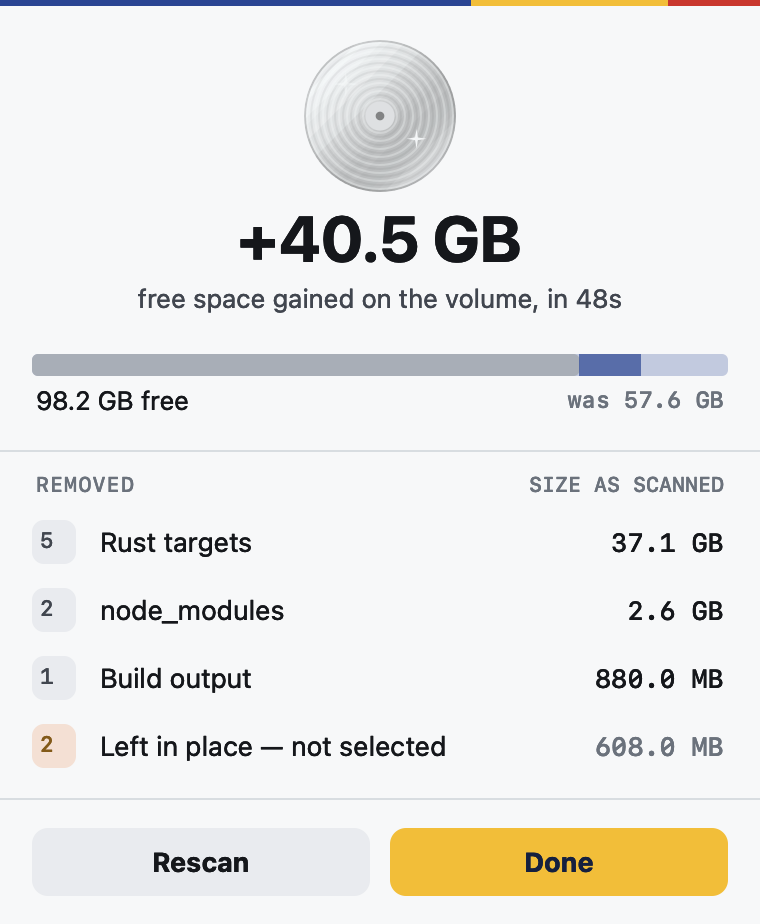 +40.5 GB
free space gained on the volume, in 48s
98.2 GB free was 57.6 GB
REMOVED SIZE AS SCANNED
5 Rust targets 37.1 GB
2 node_modules 2.6 GB
1 Build output 880.0 MB
2 Left in place — not selected 608.0 MB
Rescan Done